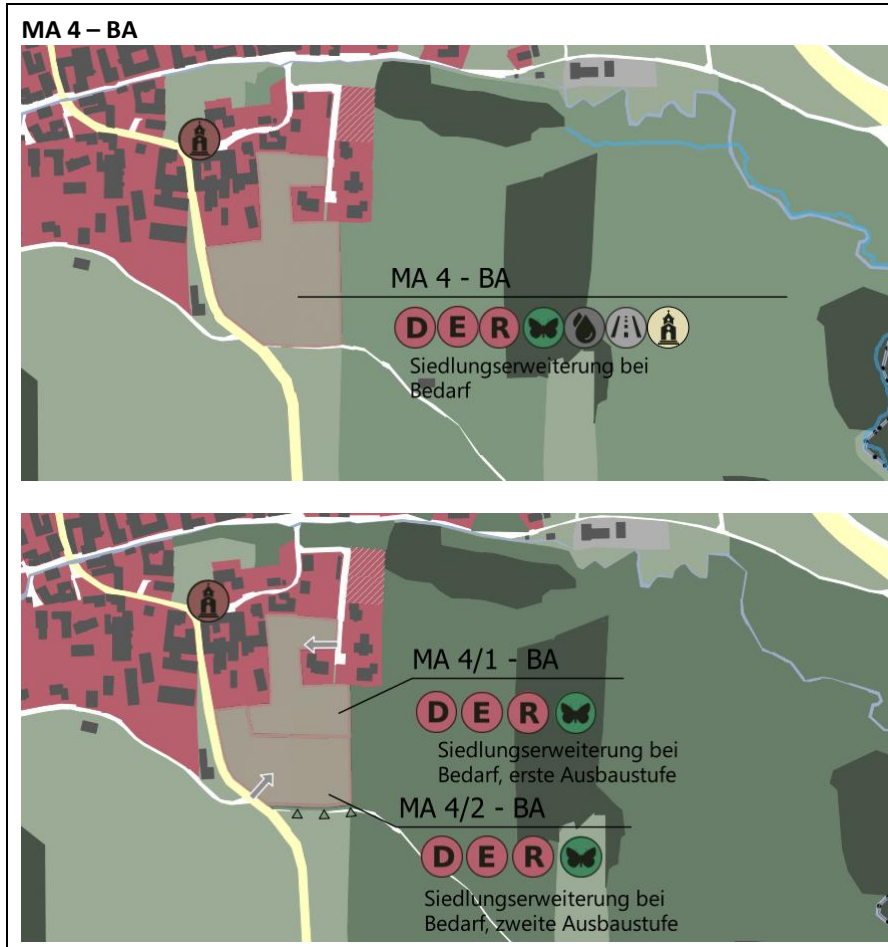 MA 4 – BA
MA 4 - BA
D E R
Siedlungserweiterung bei
Bedarf
MA 4/1 - BA
D E R
Siedlungserweiterung bei
Bedarf, erste Ausbaustufe
MA 4/2 - BA
D E R
Siedlungserweiterung bei
Bedarf, zweite Ausbaustufe